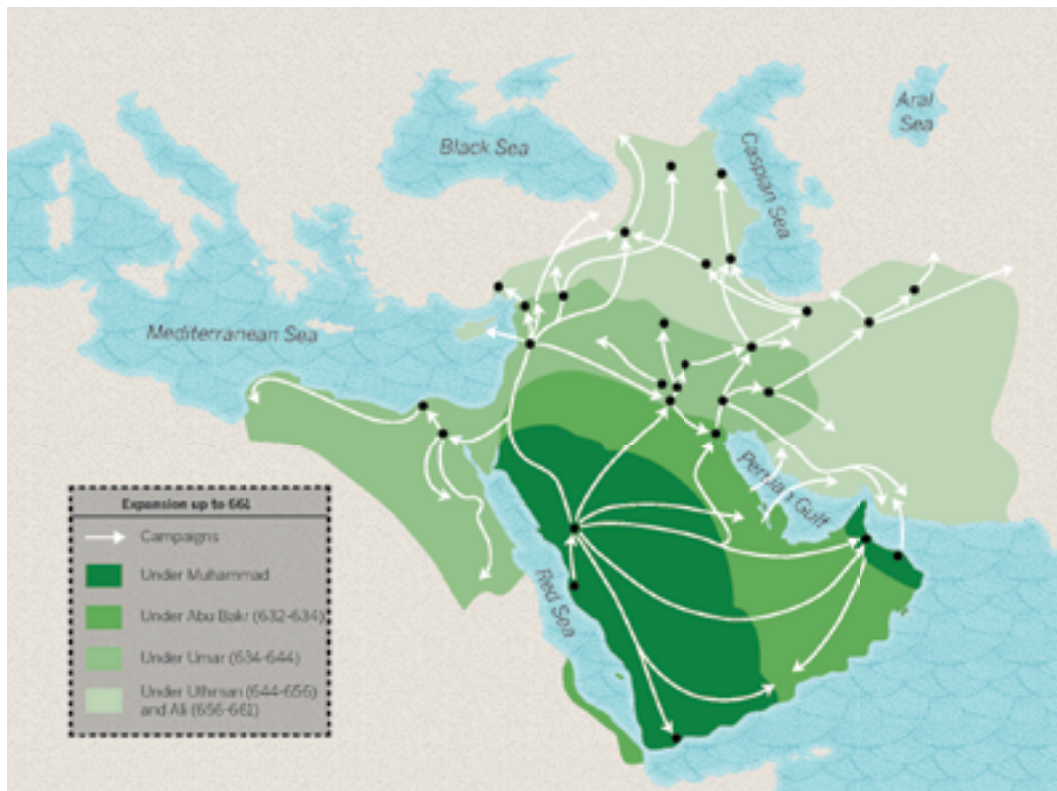 Black Sea
Caspian Sea
Aral
Sea
Mediterranean Sea
Persian Gulf
Red Sea
Expansion up to 661
Campaigns
Under Muhammad
Under Abu Bakr (632-634)
Under Umar (634-644)
Under Uthman (644-656)
and Ali (656-661)